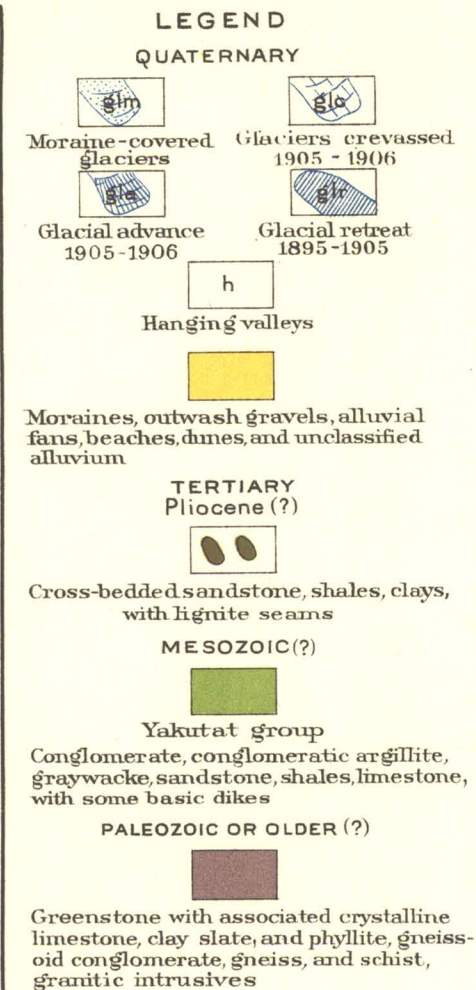 LEGEND
QUATERNARY
glm
glc
Moraine-covered glaciers
Glaciers crevassed 1905 - 1906
gla
glr
Glacial advance 1905-1906
Glacial retreat 1895-1905
h
Hanging valleys
Moraines, outwash gravels, alluvial
fans, beaches, dunes, and unclassified
alluvium
TERTIARY
Pliocene (?)
Cross-bedded sandstone, shales, clays,
with lignite seams
MESOZOIC (?)
Yakutat group
Conglomerate, conglomeratic argillite,
graywacke, sandstone, shales, limestone,
with some basic dikes
PALEOZOIC OR OLDER (?)
Greenstone with associated crystalline
limestone, clay slate, and phyllite, gneiss-
oid conglomerate, gneiss, and schist,
granitic intrusives